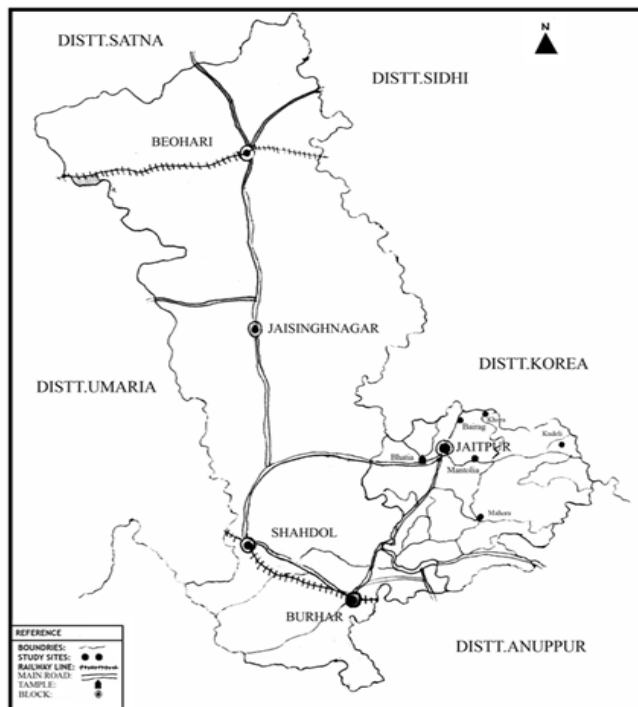 DISTT.SATNA
N
DISTT.SIDHI
BEOHARI
JAISINGHNAGAR
DISTT.KOREA
DISTT.UMARIA
Khera
Bairag
Kudeli
JAITPUR
Bhatia
Mantolia
Mahora
SHAHDOL
BURHAR
DISTT.ANUPPUR
REFERENCE
BOUNDRIES:
STUDY SITES:
RAILWAY LINE:
MAIN ROAD:
TAMPLE:
BLOCK: